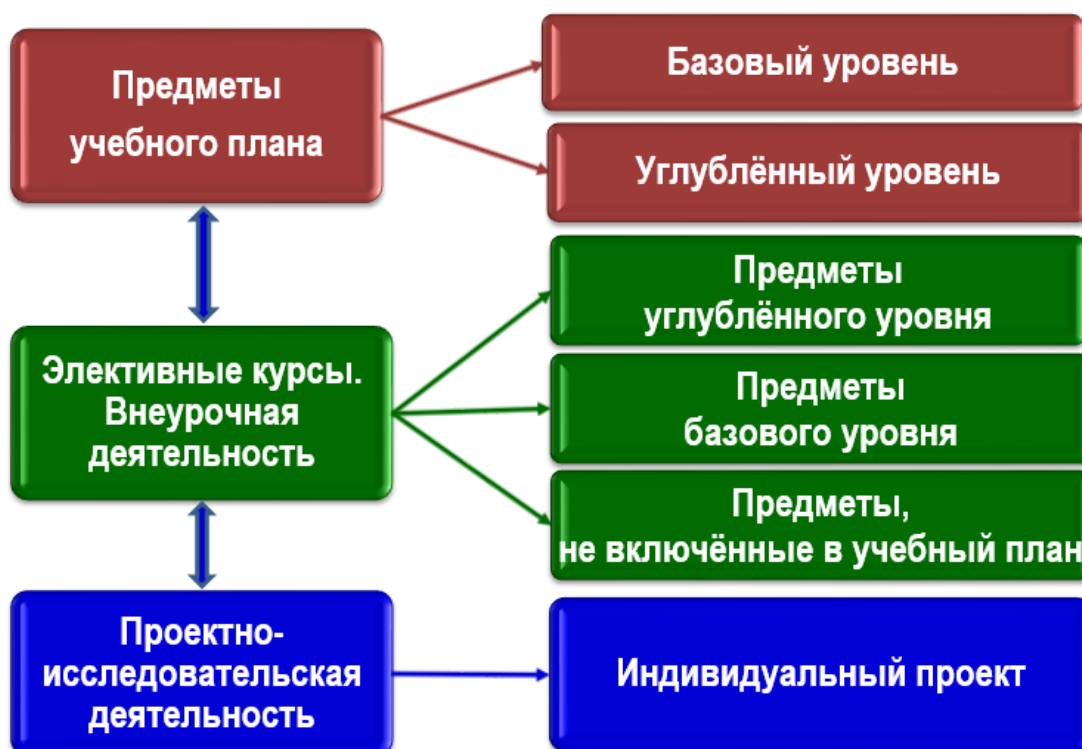 Предметы
учебного плана
Базовый уровень
Углублённый уровень
Элективные курсы.
Внеурочная
деятельность
Предметы
углублённого уровня
Предметы
базового уровня
Предметы,
не включённые в учебный план
Проектно-
исследовательская
деятельность
Индивидуальный проект